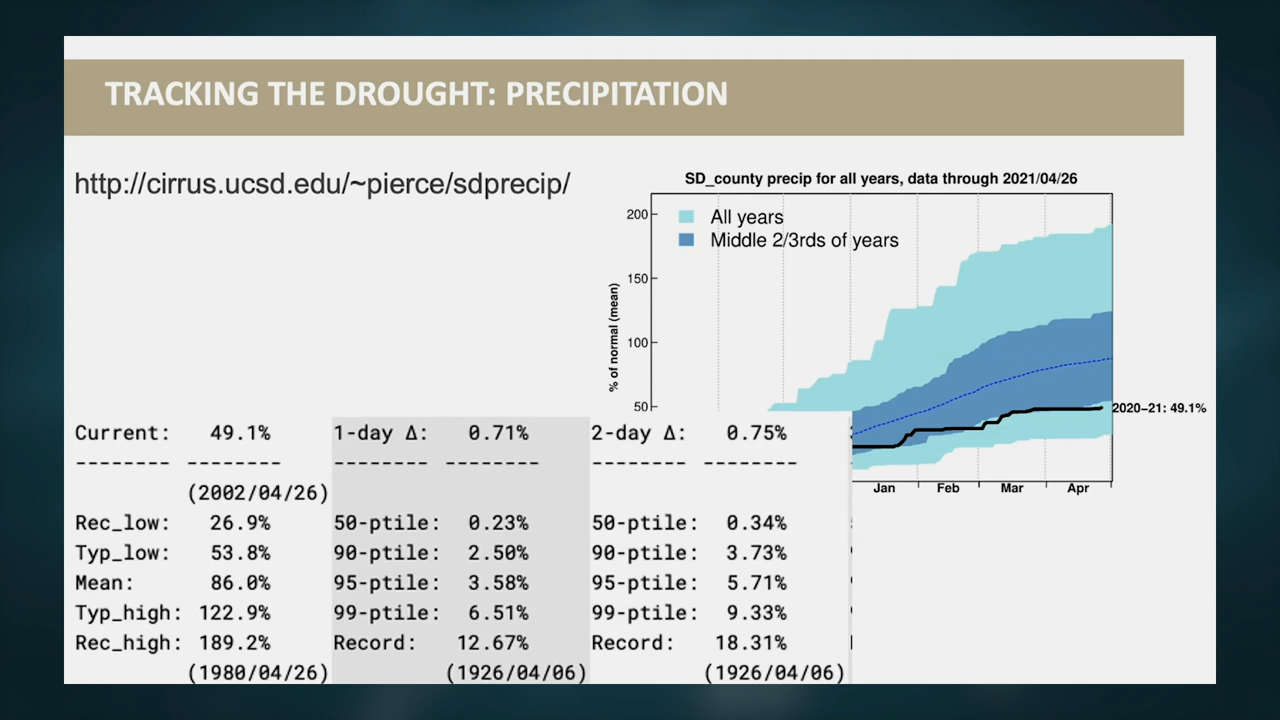 TRACKING THE DROUGHT: PRECIPITATION
http://cirrus.ucsd.edu/~pierce/sdprecip/
SD_county precip for all years, data through 2021/04/26
All years
Middle 2/3rds of years
% of normal (mean)
200
150
100
50
2020-21: 49.1%
Jan Feb Mar Apr
Current: 49.1% 1-day Δ: 0.71% 2-day Δ: 0.75%
-------- -------- -------- -------- -------- --------
(2002/04/26)
Rec_low: 26.9% 50-ptile: 0.23% 50-ptile: 0.34%
Typ_low: 53.8% 90-ptile: 2.50% 90-ptile: 3.73%
Mean: 86.0% 95-ptile: 3.58% 95-ptile: 5.71%
Typ_high: 122.9% 99-ptile: 6.51% 99-ptile: 9.33%
Rec_high: 189.2% Record: 12.67% Record: 18.31%
(1980/04/26) (1926/04/06) (1926/04/06)